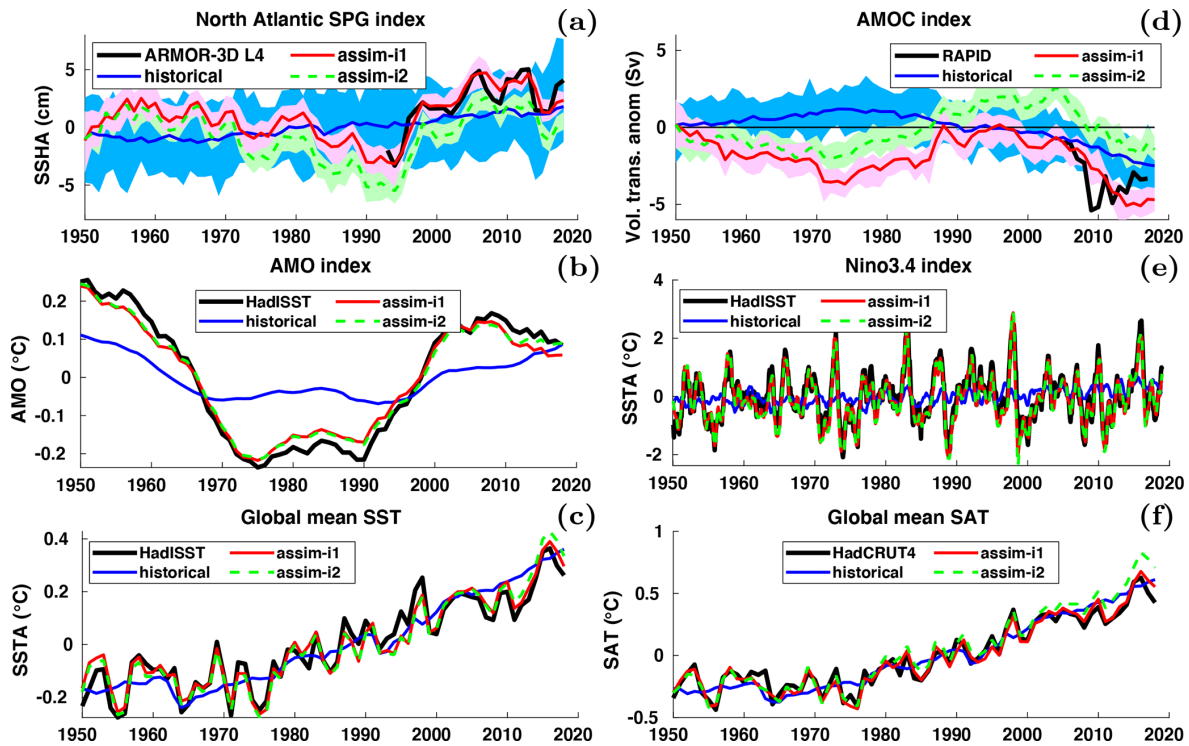 North Atlantic SPG index
(a)
SSHA (cm)
ARMOR-3D L4
historical
assim-i1
assim-i2
5
0
-5
1950 1960 1970 1980 1990 2000 2010 2020
AMOC index
(d)
Vol. trans. anom (Sv)
RAPID
historical
assim-i1
assim-i2
5
0
-5
1950 1960 1970 1980 1990 2000 2010 2020
AMO index
(b)
AMO (°C)
HadISST
historical
assim-i1
assim-i2
0.2
0.1
0
-0.1
-0.2
1950 1960 1970 1980 1990 2000 2010 2020
Nino3.4 index
(e)
SSTA (°C)
HadISST
historical
assim-i1
assim-i2
4
2
0
-2
1950 1960 1970 1980 1990 2000 2010 2020
Global mean SST
(c)
SSTA (°C)
HadISST
historical
assim-i1
assim-i2
0.4
0.2
0
-0.2
1950 1960 1970 1980 1990 2000 2010 2020
Global mean SAT
(f)
SAT (°C)
HadCRUT4
historical
assim-i1
assim-i2
1
0.5
0
-0.5
1950 1960 1970 1980 1990 2000 2010 2020